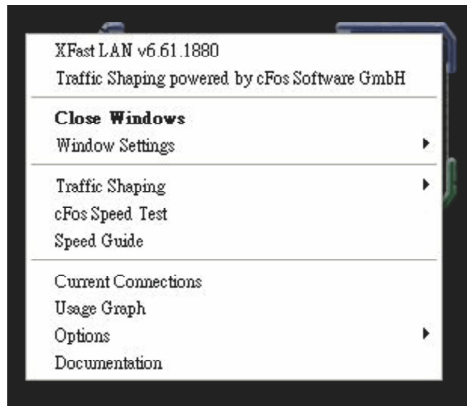 XFast LAN v6.61.1880
Traffic Shaping powered by cFos Software GmbH
Close Windows
Window Settings
Traffic Shaping
cFos Speed Test
Speed Guide
Current Connections
Usage Graph
Options
Documentation